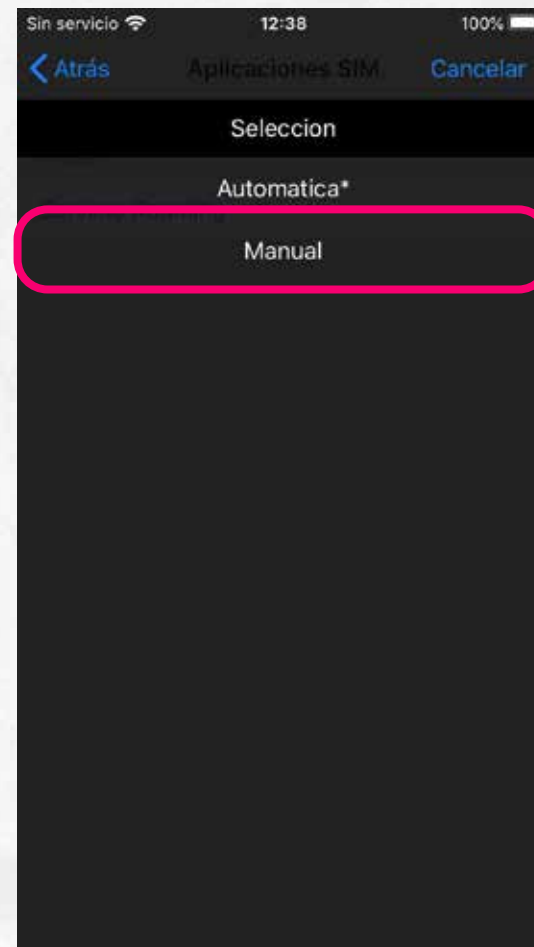 Sin servicio 12:38 100%
Atrás Aplicaciones SIM Cancelar
Seleccion
Automatica*
Manual